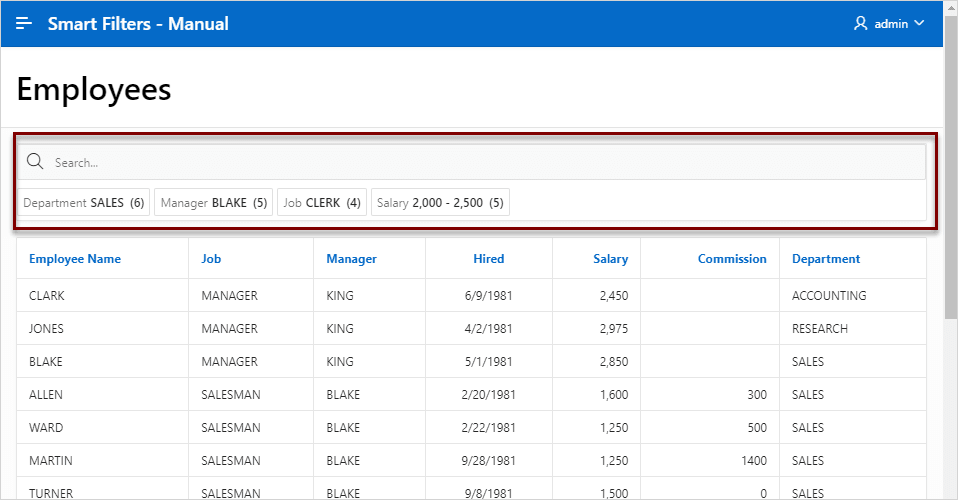 Smart Filters - Manual admin
Employees
Search...
Department SALES (6) Manager BLAKE (5) Job CLERK (4) Salary 2,000 - 2,500 (5)
Employee Name Job Manager Hired Salary Commission Department
CLARK MANAGER KING 6/9/1981 2,450 ACCOUNTING
JONES MANAGER KING 4/2/1981 2,975 RESEARCH
BLAKE MANAGER KING 5/1/1981 2,850 SALES
ALLEN SALESMAN BLAKE 2/20/1981 1,600 300 SALES
WARD SALESMAN BLAKE 2/22/1981 1,250 500 SALES
MARTIN SALESMAN BLAKE 9/28/1981 1,250 1400 SALES
TURNER SALESMAN BLAKE 9/8/1981 1,500 0 SALES